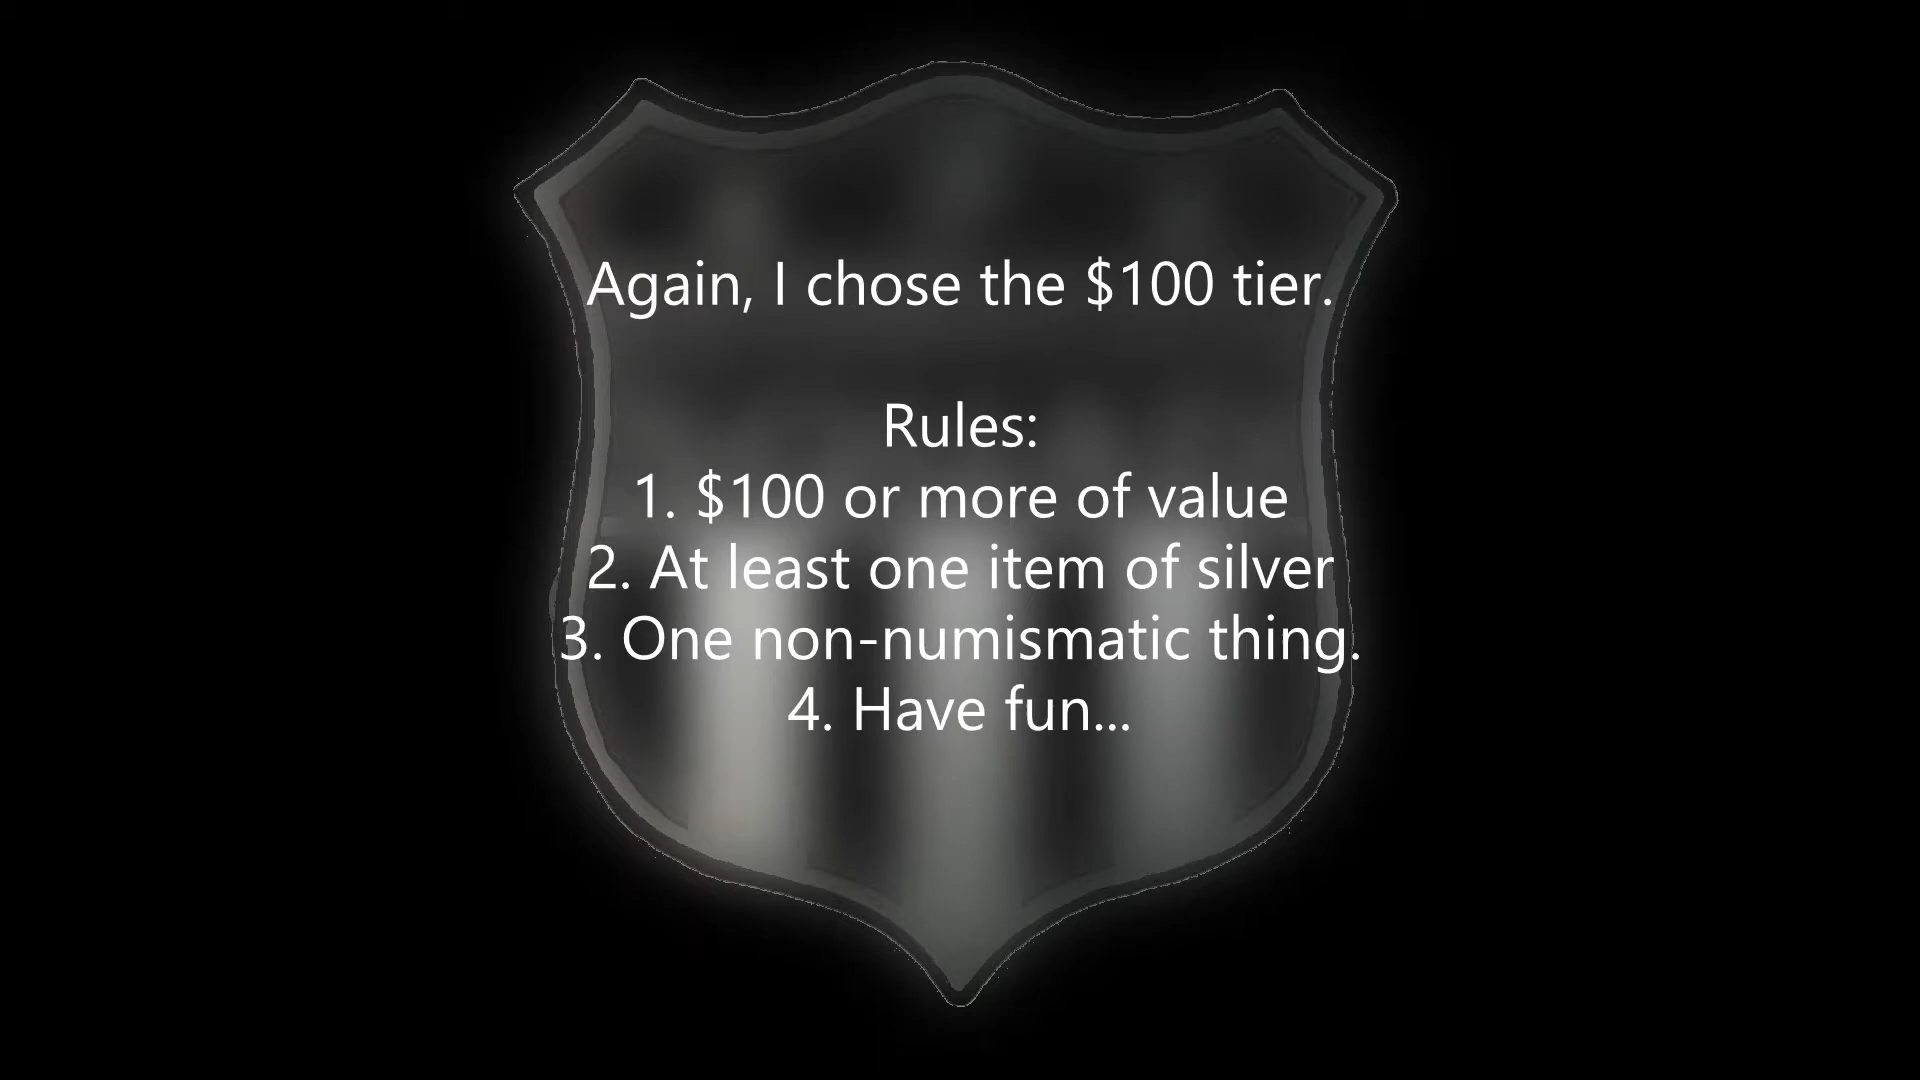 Again, I chose the $100 tier.
Rules:
1. $100 or more of value
2. At least one item of silver
3. One non-numismatic thing.
4. Have fun...